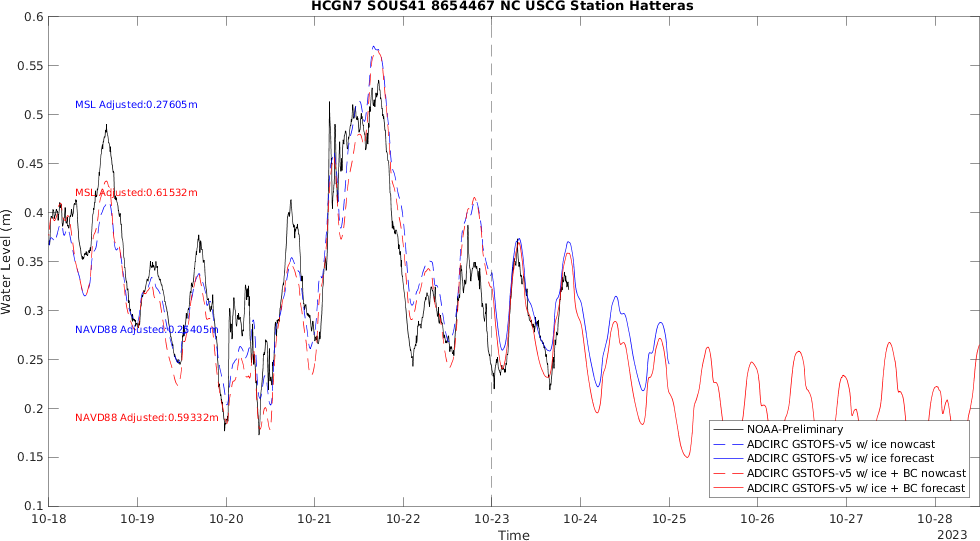 HCGN7 SOUS41 8654467 NC USCG Station Hatteras
0.6
0.55
0.5
0.45
0.4
0.35
0.3
0.25
0.2
0.15
0.1
Water Level (m)
MSL Adjusted:0.27605m
MSL Adjusted:0.61532m
NAVD88 Adjusted:0.25405m
NAVD88 Adjusted:0.59332m
NOAA-Preliminary
ADCIRC GSTOFS-v5 w/ ice nowcast
ADCIRC GSTOFS-v5 w/ ice forecast
ADCIRC GSTOFS-v5 w/ ice + BC nowcast
ADCIRC GSTOFS-v5 w/ ice + BC forecast
10-18 10-19 10-20 10-21 10-22 10-23 10-24 10-25 10-26 10-27 10-28
Time
2023